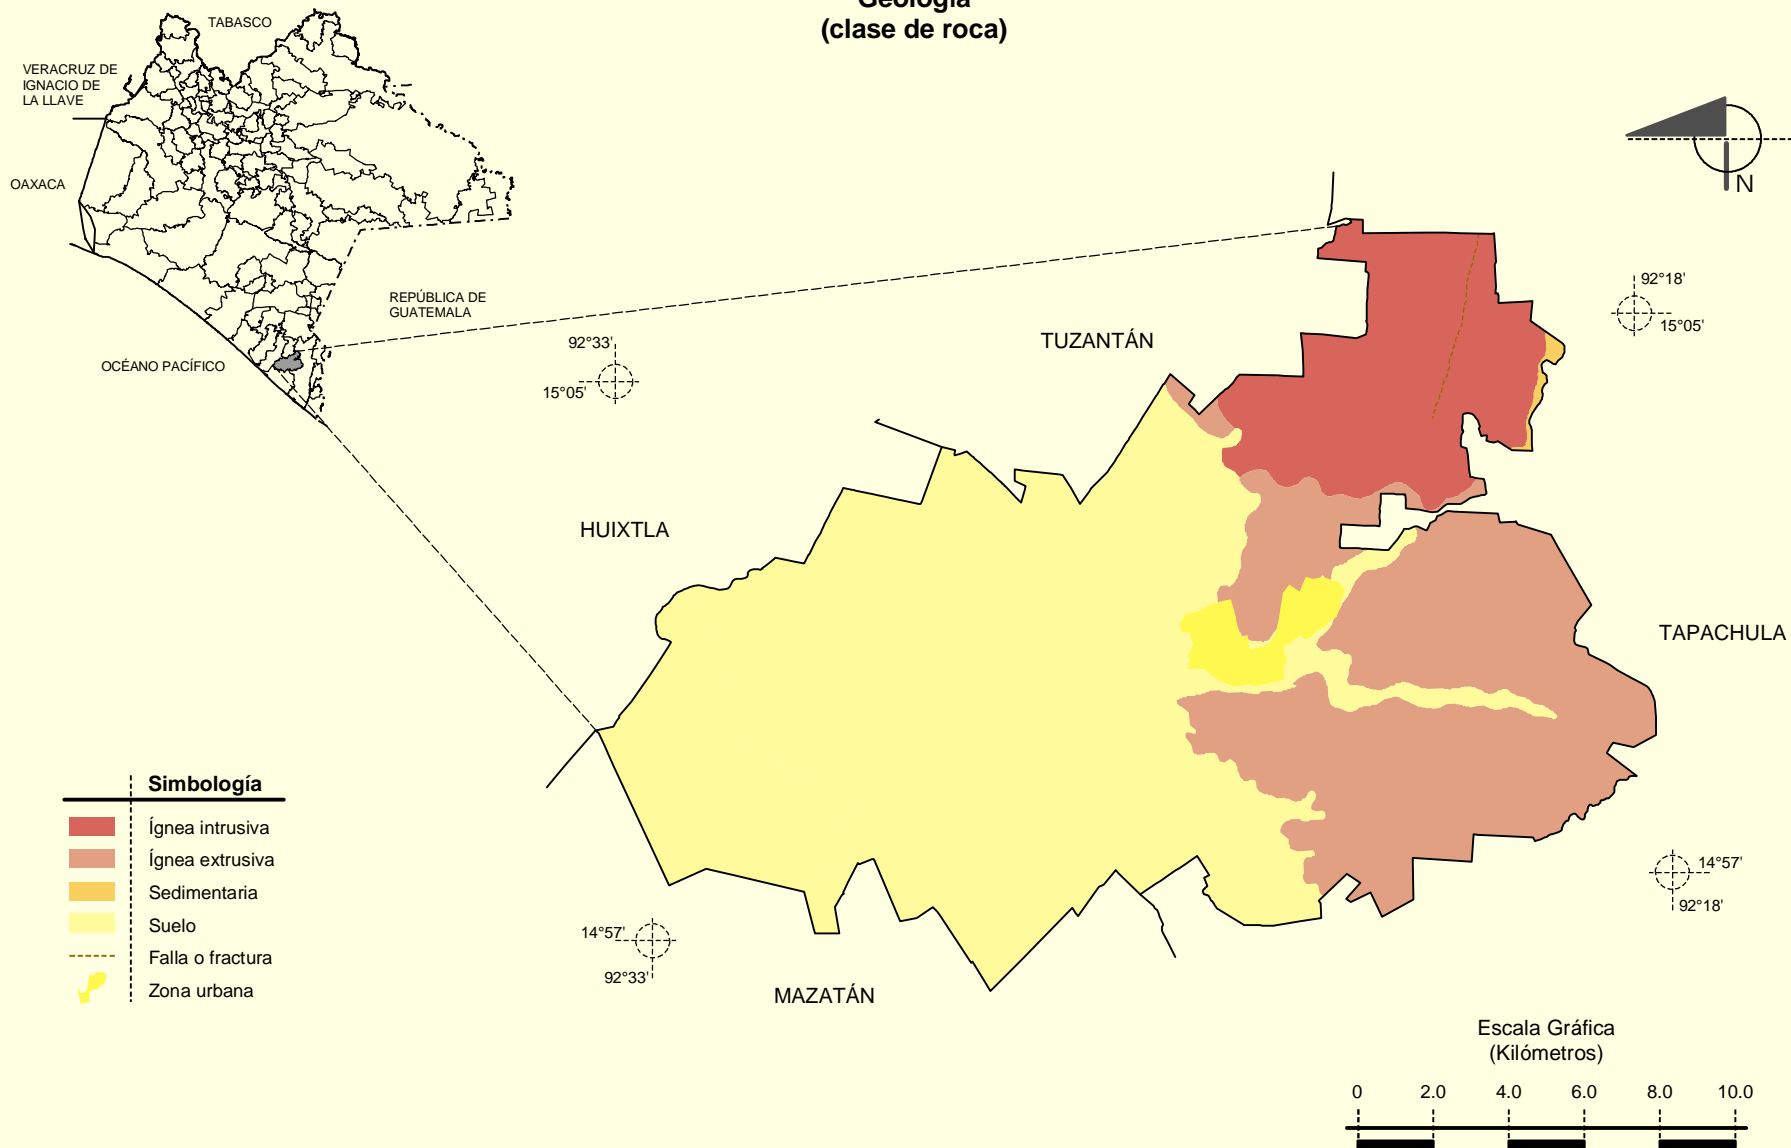 Geología
(clase de roca)
TABASCO
VERACRUZ DE
IGNACIO DE
LA LLAVE
OAXACA
REPÚBLICA DE
GUATEMALA
OCÉANO PACÍFICO
N
92°18'
15°05'
92°33'
15°05'
TUZANTÁN
HUIXTLA
TAPACHULA
14°57'
92°18'
14°57'
92°33'
MAZATÁN
Simbología
Ígnea intrusiva
Ígnea extrusiva
Sedimentaria
Suelo
Falla o fractura
Zona urbana
Escala Gráfica
(Kilómetros)
0 2.0 4.0 6.0 8.0 10.0